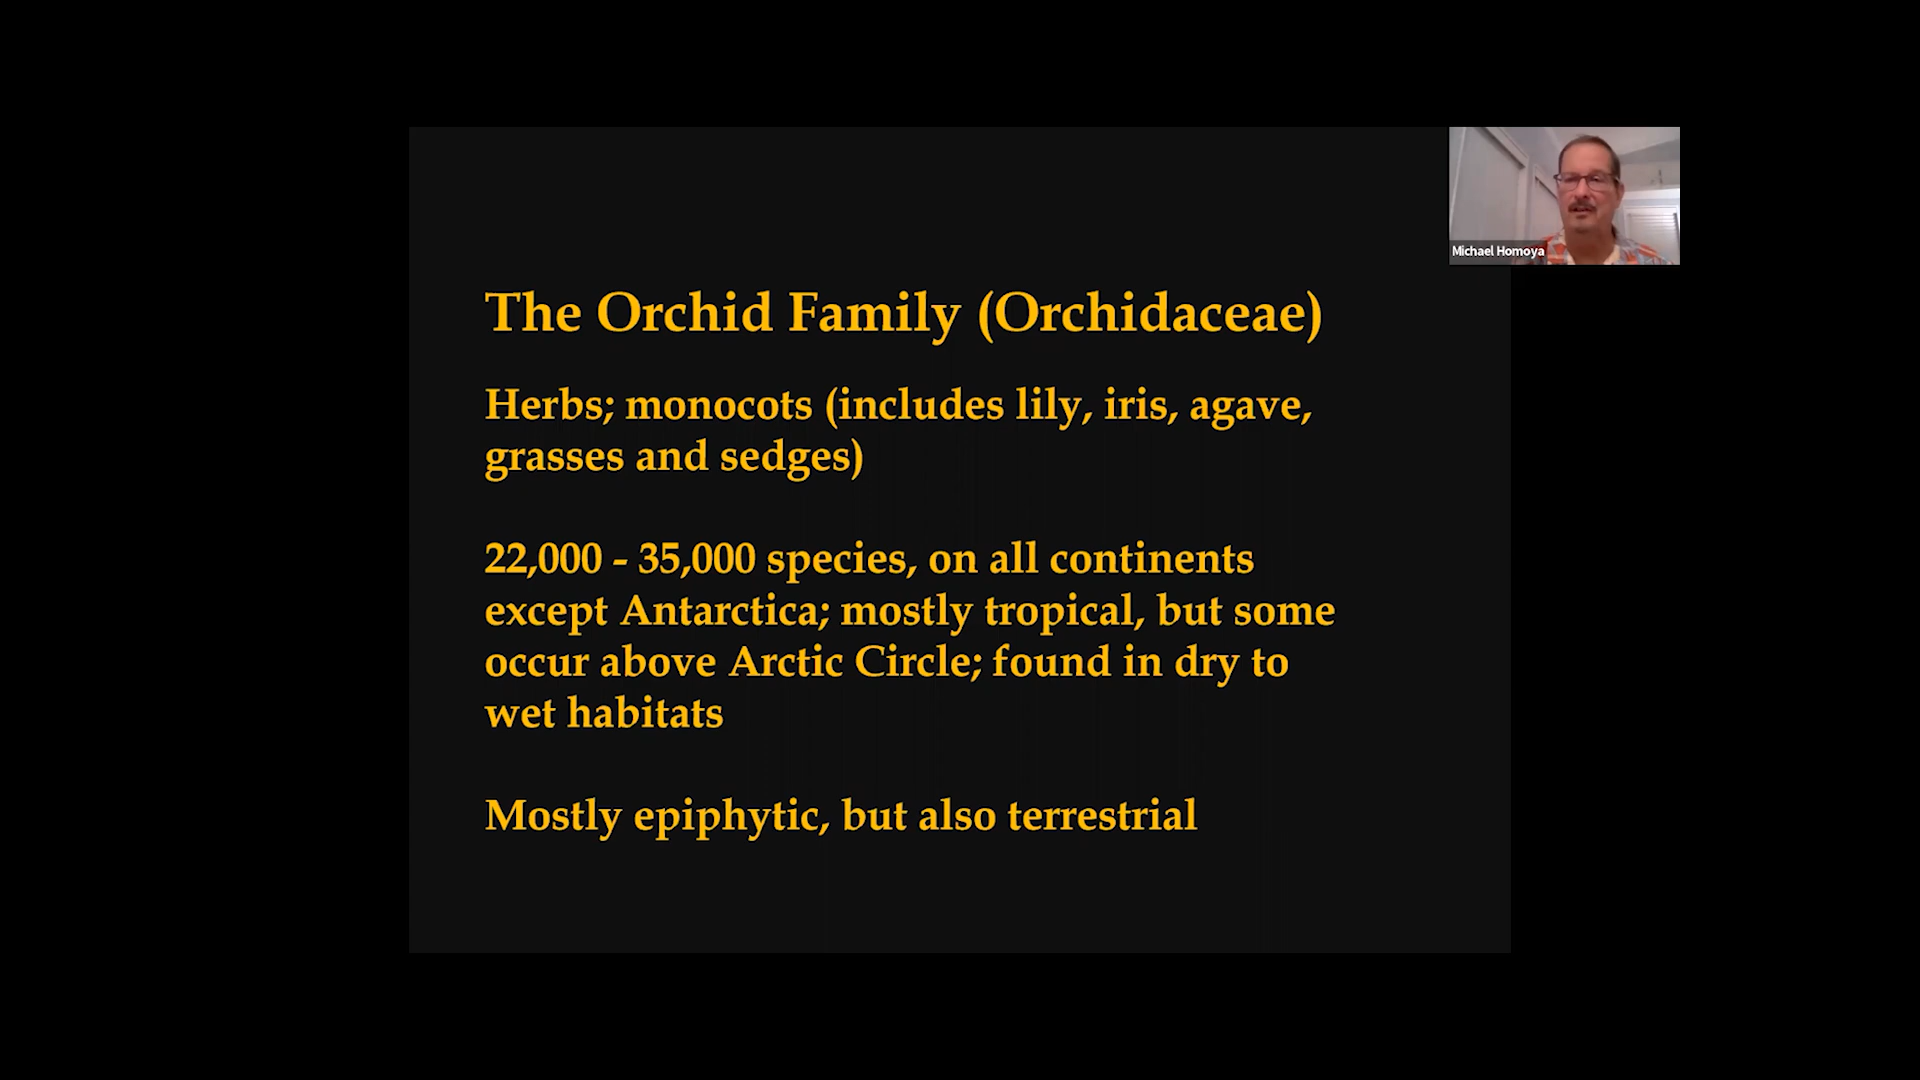 Michael Homoya
The Orchid Family (Orchidaceae)
Herbs; monocots (includes lily, iris, agave,
grasses and sedges)
22,000 - 35,000 species, on all continents
except Antarctica; mostly tropical, but some
occur above Arctic Circle; found in dry to
wet habitats
Mostly epiphytic, but also terrestrial